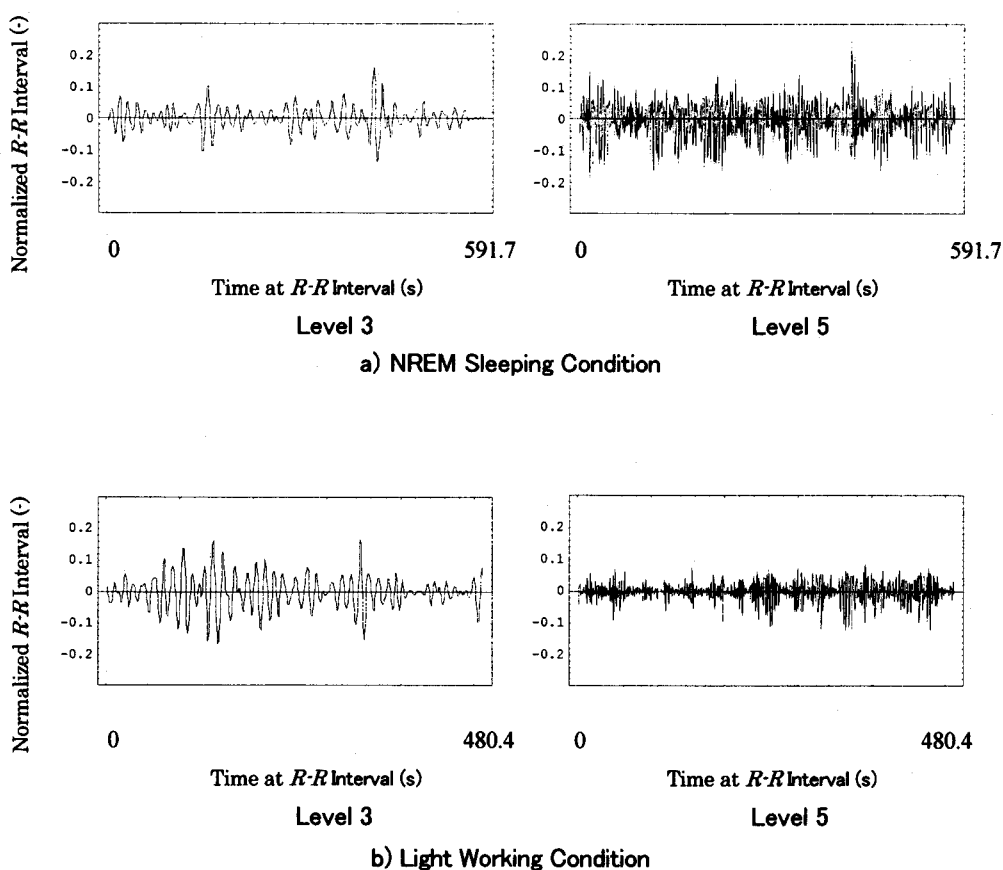 Normalized R-R Interval (-)
0.2
0.1
0
-0.1
-0.2
0 591.7
Time at R-R Interval (s)
Level 3
0.2
0.1
0
-0.1
-0.2
0 591.7
Time at R-R Interval (s)
Level 5
a) NREM Sleeping Condition
Normalized R-R Interval (-)
0.2
0.1
0
-0.1
-0.2
0 480.4
Time at R-R Interval (s)
Level 3
0.2
0.1
0
-0.1
-0.2
0 480.4
Time at R-R Interval (s)
Level 5
b) Light Working Condition